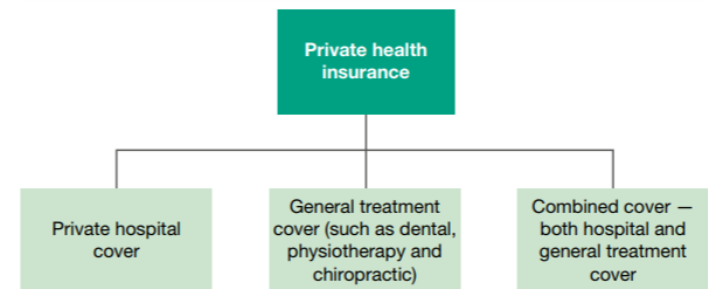 Private health
insurance
Private hospital
cover
General treatment
cover (such as dental,
physiotherapy and
chiropractic)
Combined cover —
both hospital and
general treatment
cover